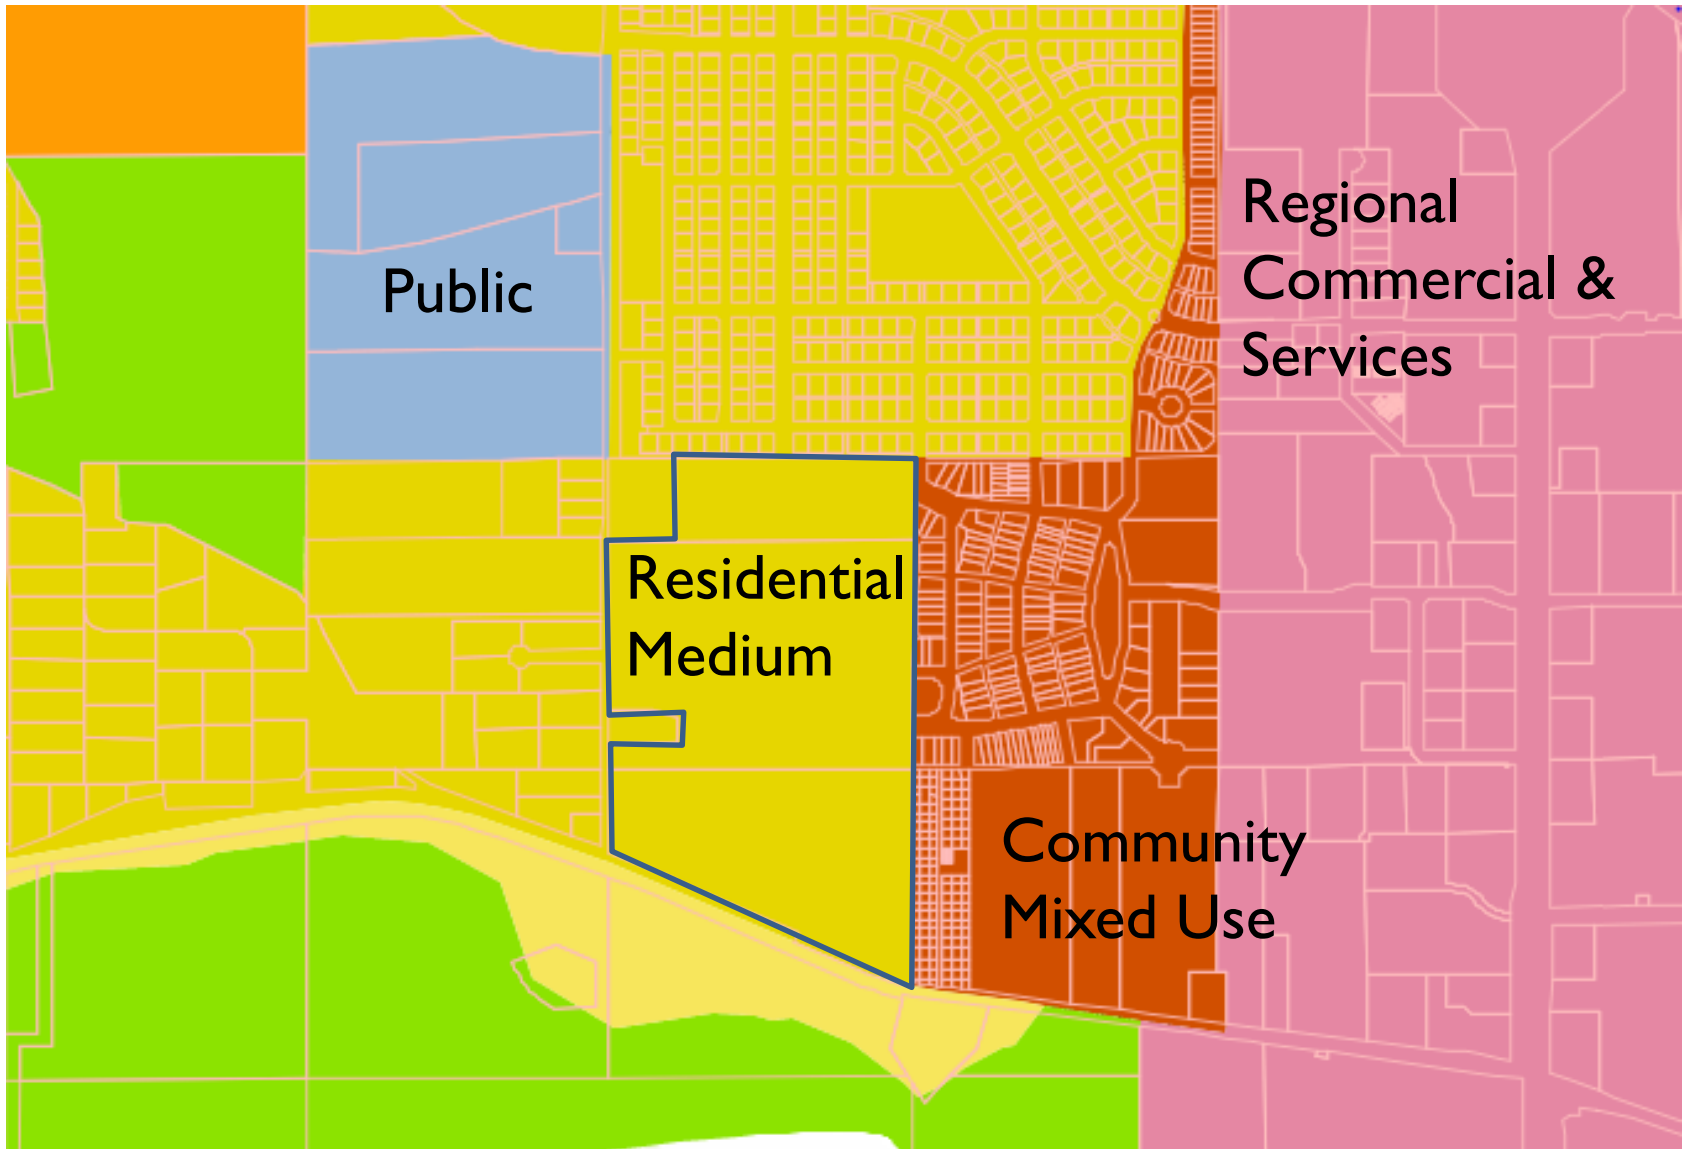 Public
Regional
Commercial &
Services
Residential
Medium
Community
Mixed Use